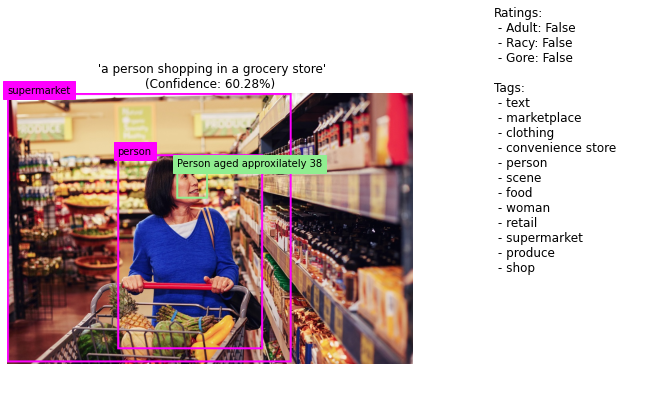 'a person shopping in a grocery store'
(Confidence: 60.28%)
supermarket
person
Person aged approxilately 38
Ratings:
- Adult: False
- Racy: False
- Gore: False
Tags:
- text
- marketplace
- clothing
- convenience store
- person
- scene
- food
- woman
- retail
- supermarket
- produce
- shop